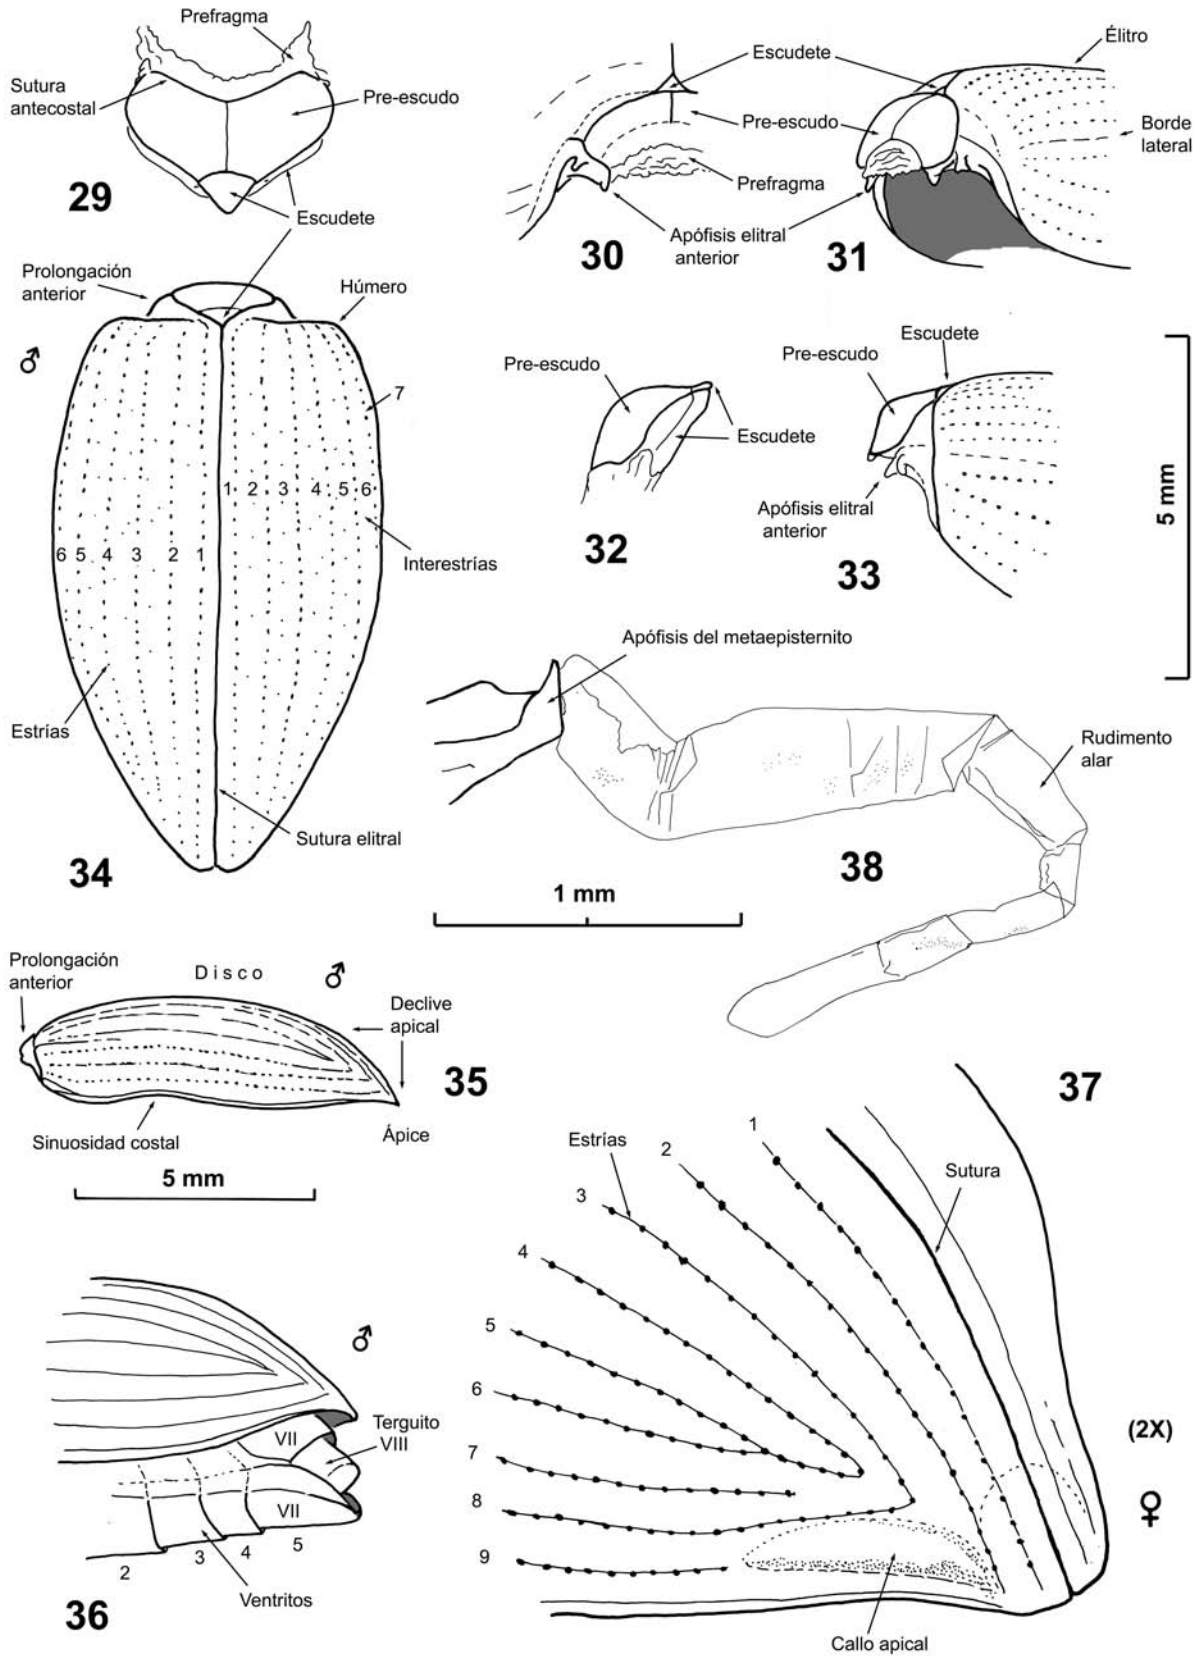 Prefragma
Sutura
antecostal
Pre-escudo
29
Escudete
Escudete
Pre-escudo
Prefragma
Apófisis elitral
anterior
30
31
Élitro
Borde
lateral
Prolongación
anterior
Húmero
♂
7
1 2 3 4 5 6
6 5 4 3 2 1
Interestrías
Estrías
Sutura elitral
34
Pre-escudo
Escudete
32
Pre-escudo
Escudete
Apófisis elitral
anterior
33
5 mm
Apófisis del metaepisternito
Rudimento
alar
38
1 mm
Prolongación
anterior
Disco
♂
Declive
apical
35
Sinuosidad costal
Ápice
5 mm
♂
Terguito
VIII
VII
VII
2
3
4
5
Ventritos
36
37
Estrías
1
2
3
4
5
6
7
8
9
Sutura
(2X)
♀
Callo apical